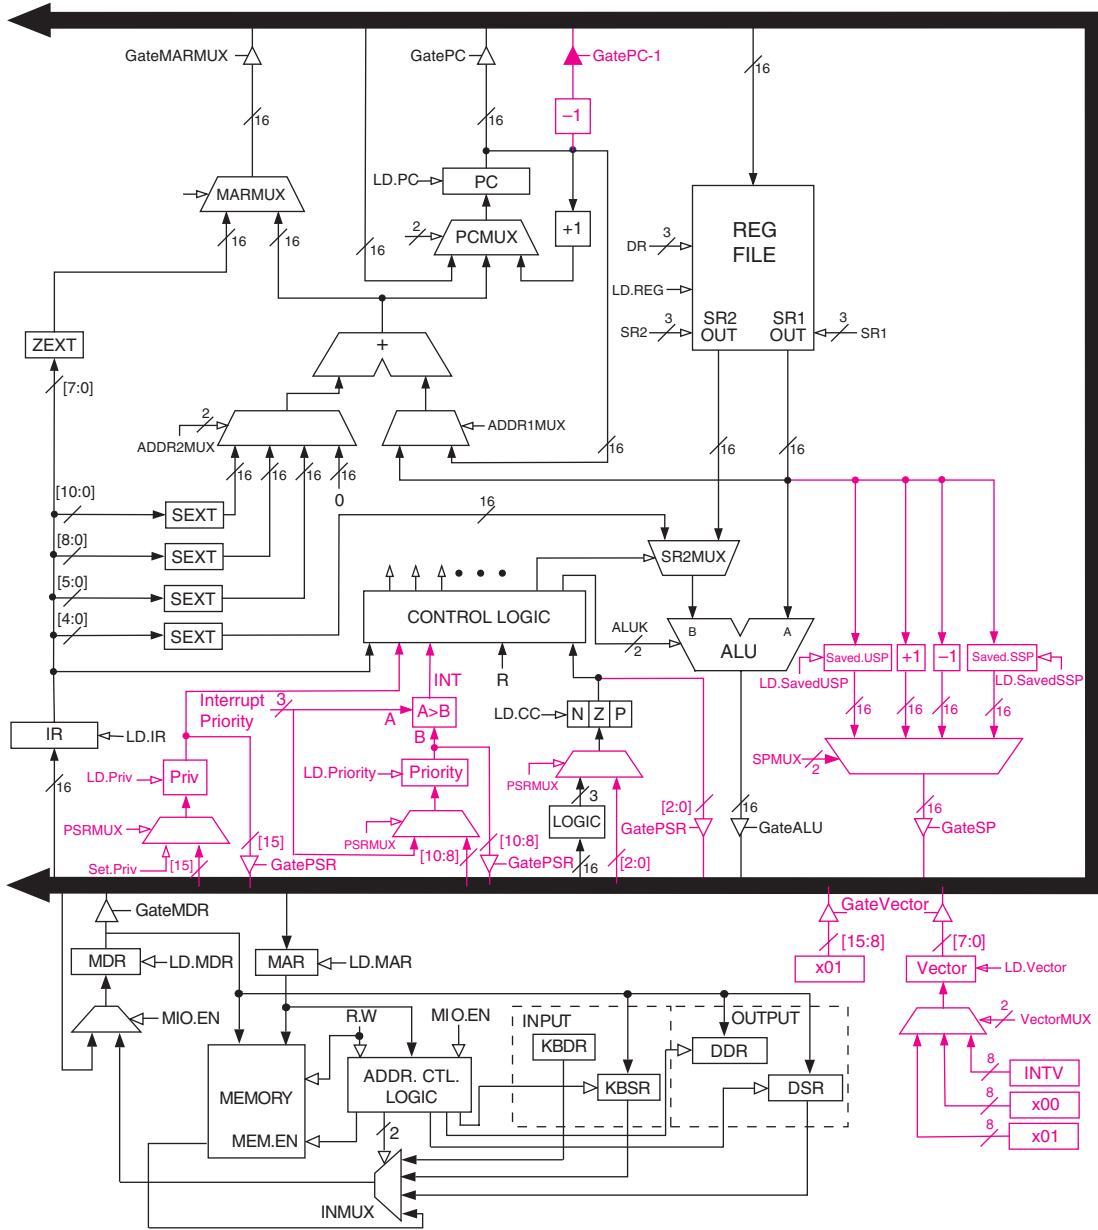 GateMARMUX
GatePC
GatePC-1
16
16
16
–1
MARMUX
LD.PC
PC
2
PCMUX
+1
16
16
16
REG
FILE
DR
3
LD.REG
SR2
3
SR2
OUT
SR1
OUT
3
SR1
ZEXT
[7:0]
+
2
ADDR2MUX
ADDR1MUX
16
16
16
16
16
16
16
0
[10:0]
SEXT
16
[8:0]
SEXT
SR2MUX
[5:0]
SEXT
[4:0]
SEXT
CONTROL LOGIC
ALUK
2
B
A
ALU
Saved.USP
+1
–1
Saved.SSP
LD.SavedUSP
LD.SavedSSP
INT
R
Interrupt
Priority
3
A
A>B
B
LD.CC
N
Z
P
16
16
16
16
IR
LD.IR
LD.Priv
Priv
LD.Priority
Priority
SPMUX
2
16
PSRMUX
PSRMUX
PSRMUX
3
LOGIC
[2:0]
GatePSR
16
GateALU
16
GateSP
Set.Priv
[15]
[15]
GatePSR
[10:8]
[10:8]
GatePSR
16
[2:0]
GateMDR
GateVector
[15:8]
[7:0]
MDR
LD.MDR
MAR
LD.MAR
x01
Vector
LD.Vector
MIO.EN
R.W
MIO.EN
INPUT
OUTPUT
2
VectorMUX
KBDR
DDR
MEMORY
ADDR. CTL.
LOGIC
KBSR
DSR
8
INTV
8
x00
MEM.EN
2
8
x01
INMUX